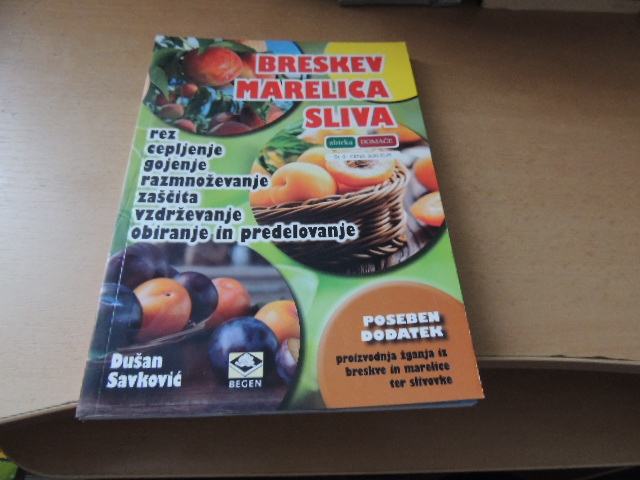 BRESKEV
MARELICA
SLIVA
zbirka DOMAČE
rez
cepljenje
gojenje
razmnoževanje
zaščita
vzdrževanje
obiranje in predelovanje
POSEBEN
DODATEK
proizvodnja žganja iz
breskve in marelice
ter slivovke
Dušan
Savković
BEGEN